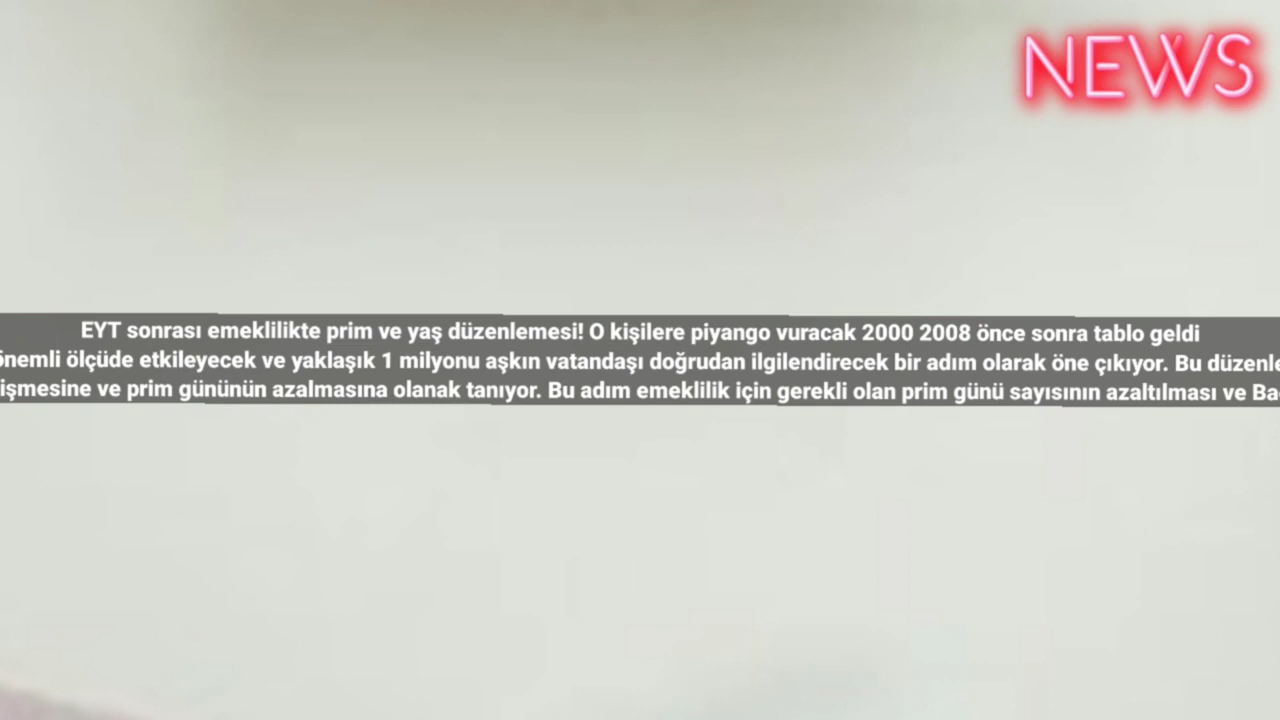 NEWS
EYT sonrası emeklilikte prim ve yaş düzenlemesi! O kişilere piyango vuracak 2000 2008 önce sonra tablo geldi
önemli ölçüde etkileyecek ve yaklaşık 1 milyonu aşkın vatandaşı doğrudan ilgilendirecek bir adım olarak öne çıkıyor. Bu düzenle
işmesine ve prim gününün azalmasına olanak tanıyor. Bu adım emeklilik için gerekli olan prim günü sayısının azaltılması ve Ba